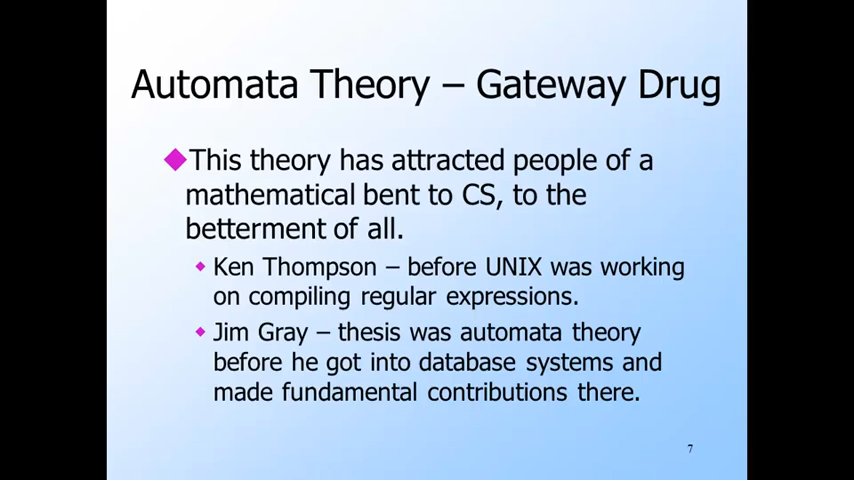 Automata Theory – Gateway Drug
This theory has attracted people of a
mathematical bent to CS, to the
betterment of all.
Ken Thompson – before UNIX was working
on compiling regular expressions.
Jim Gray – thesis was automata theory
before he got into database systems and
made fundamental contributions there.
7